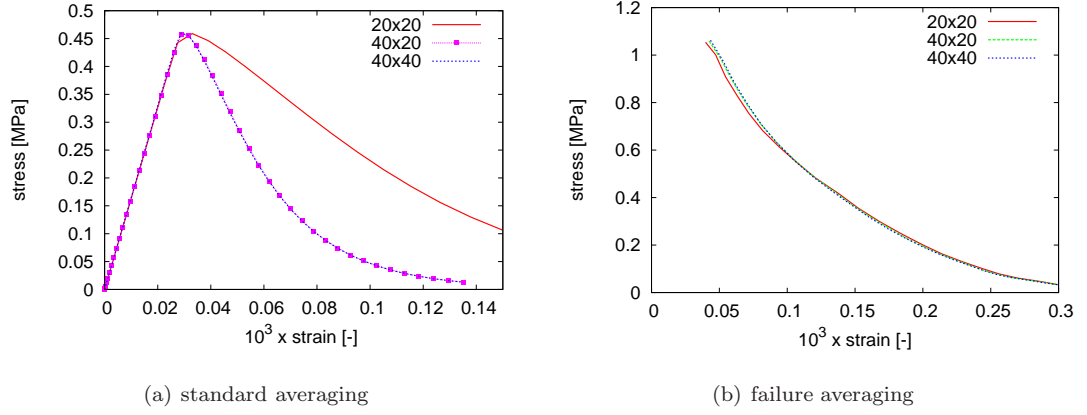 0.5
0.45
0.4
0.35
0.3
0.25
0.2
0.15
0.1
0.05
0
stress [MPa]
20x20
40x20
40x40
0 0.02 0.04 0.06 0.08 0.1 0.12 0.14
10³ x strain [-]
(a) standard averaging
1.2
1
0.8
0.6
0.4
0.2
0
stress [MPa]
20x20
40x20
40x40
0 0.05 0.1 0.15 0.2 0.25 0.3
10³ x strain [-]
(b) failure averaging